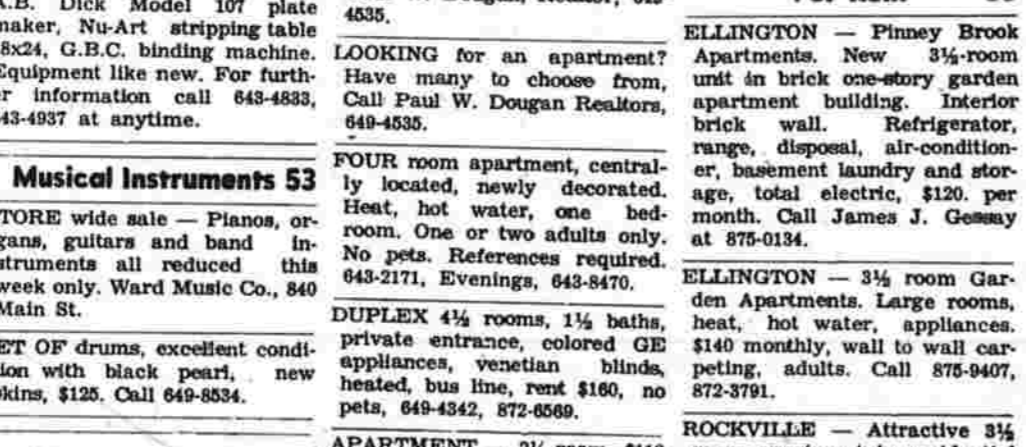 A.B. Dick Model 107 plate
maker, Nu-Art stripping table
8x24, G.B.C. binding machine.
Equipment like new. For furth-
er information call 643-4833,
43-4937 at anytime.
Musical Instruments 53
TORE wide sale — Pianos, or-
gans, guitars and band in-
struments all reduced this
week only. Ward Music Co., 840
Main St.
ET OF drums, excellent condi-
tion with black pearl, new
skins, $125. Call 649-8534.
4535.
LOOKING for an apartment?
Have many to choose from,
Call Paul W. Dougan Realtors,
649-4535.
FOUR room apartment, central-
ly located, newly decorated.
Heat, hot water, one bed-
room. One or two adults only.
No pets. References required.
643-2171, Evenings, 643-8470.
DUPLEX 4½ rooms, 1½ baths,
private entrance, colored GE
appliances, venetian blinds,
heated, bus line, rent $160, no
pets, 649-4342, 872-6569.
APARTMENT
ELLINGTON — Pinney Brook
Apartments. New 3½-room
unit in brick one-story garden
apartment building. Interior
brick wall. Refrigerator,
range, disposal, air-condition-
er, basement laundry and stor-
age, total electric, $120. per
month. Call James J. Gessay
at 875-0134.
ELLINGTON — 3½ room Gar-
den Apartments. Large rooms,
heat, hot water, appliances.
$140 monthly, wall to wall car-
peting, adults. Call 875-9407,
872-3791.
ROCKVILLE — Attractive 3½